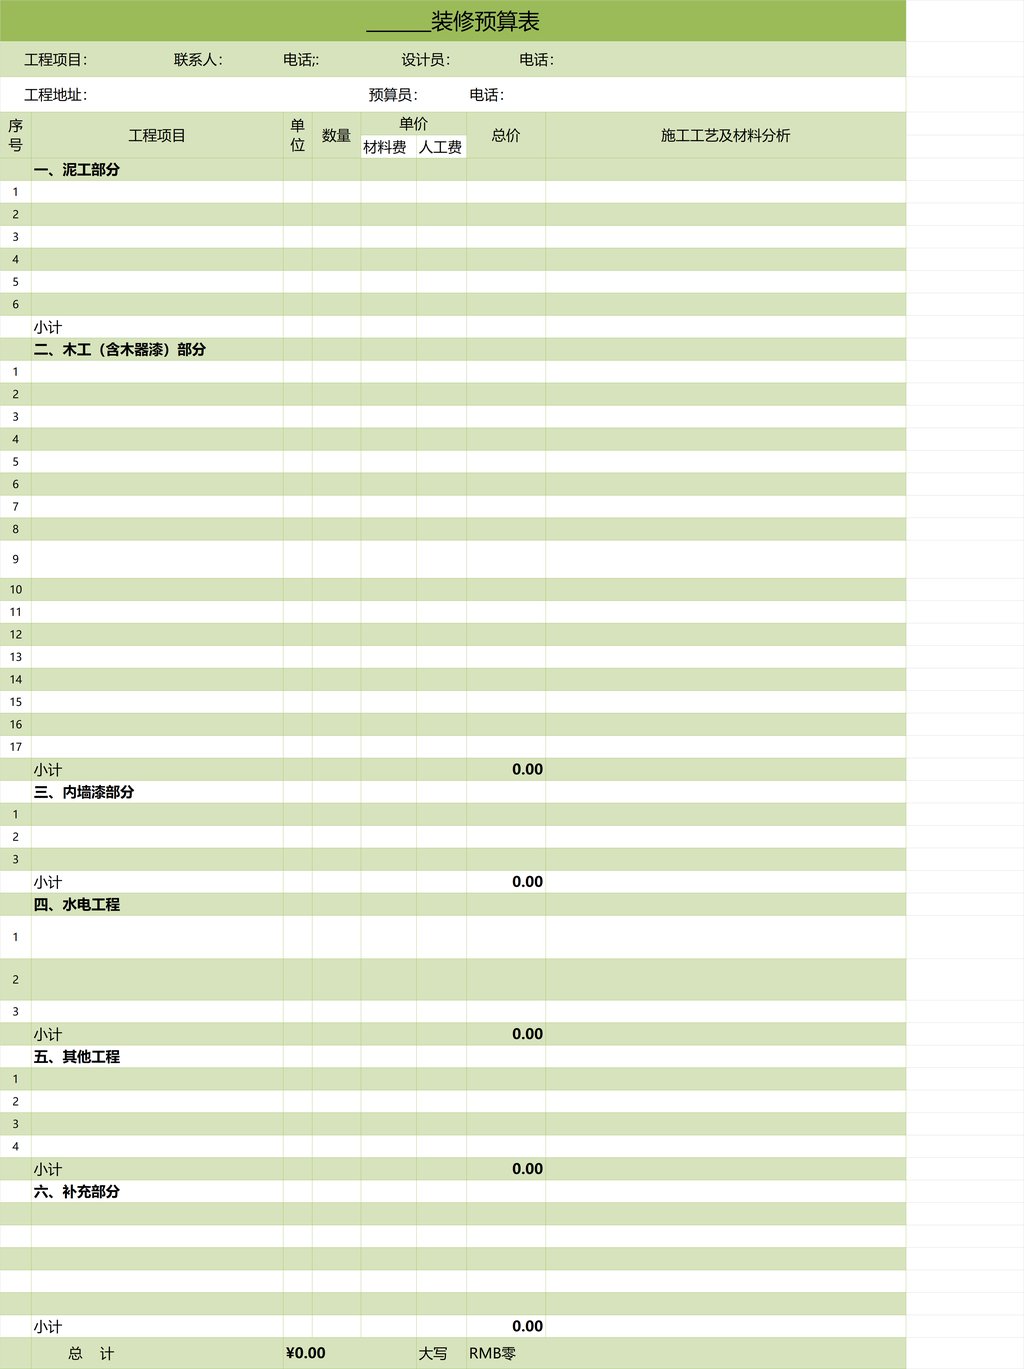 ______装修预算表
工程项目： 联系人： 电话;: 设计员： 电话：
工程地址： 预算员： 电话：
序号 工程项目 单位 数量 单价 总价 施工工艺及材料分析
材料费 人工费
一、泥工部分
1
2
3
4
5
6
小计
二、木工（含木器漆）部分
1
2
3
4
5
6
7
8
9
10
11
12
13
14
15
16
17
小计 0.00
三、内墙漆部分
1
2
3
小计 0.00
四、水电工程
1
2
3
小计 0.00
五、其他工程
1
2
3
4
小计 0.00
六、补充部分
小计 0.00
总 计 ¥0.00 大写 RMB零